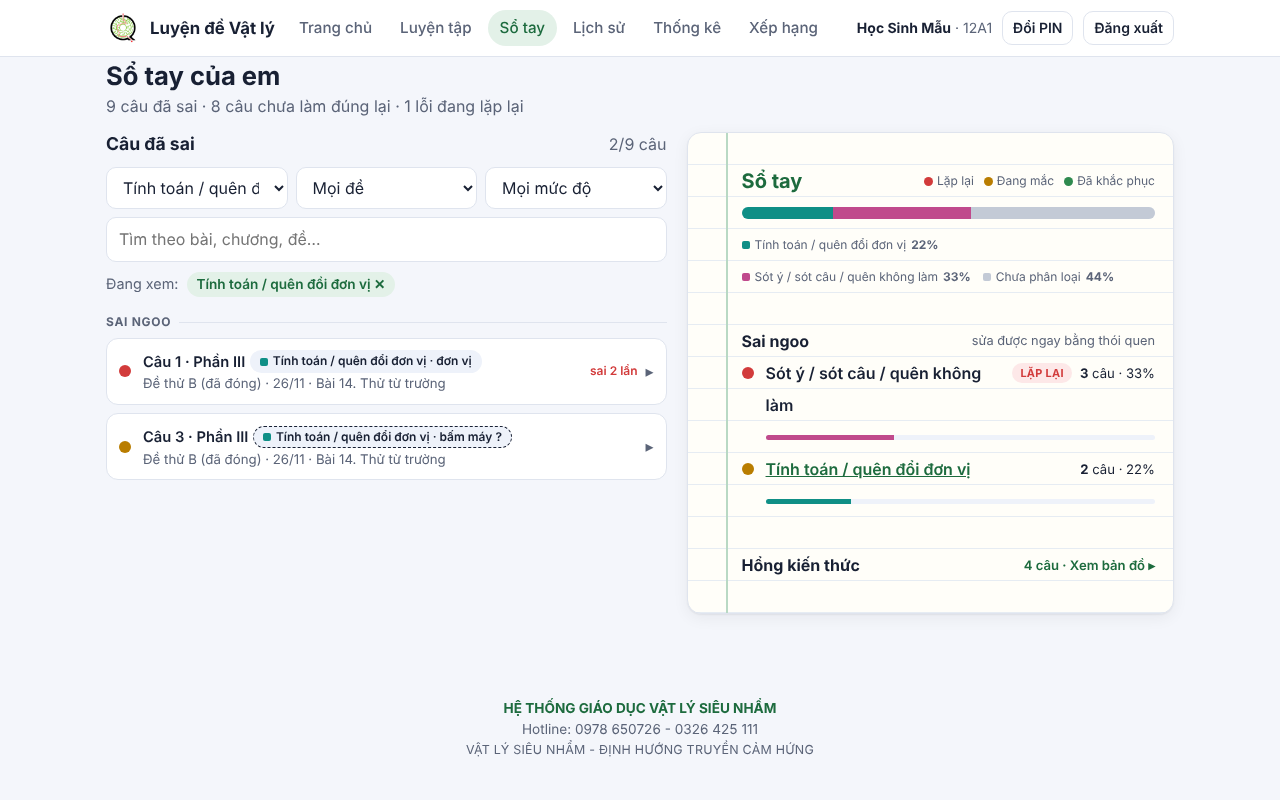 Luyện đề Vật lý
Trang chủ
Luyện tập
Sổ tay
Lịch sử
Thống kê
Xếp hạng
Học Sinh Mẫu · 12A1
Đổi PIN
Đăng xuất
Sổ tay của em
9 câu đã sai · 8 câu chưa làm đúng lại · 1 lỗi đang lặp lại
Câu đã sai
2/9 câu
Tính toán / quên đ
Mọi đề
Mọi mức độ
Tìm theo bài, chương, đề...
Đang xem: Tính toán / quên đổi đơn vị ✕
SAI NGOO
Câu 1 · Phần III Tính toán / quên đổi đơn vị · đơn vị
Đề thử B (đã đóng) · 26/11 · Bài 14. Thử từ trường
sai 2 lần ▸
Câu 3 · Phần III Tính toán / quên đổi đơn vị · bấm máy ?
Đề thử B (đã đóng) · 26/11 · Bài 14. Thử từ trường
▸
Sổ tay
Lặp lại Đang mắc Đã khắc phục
Tính toán / quên đổi đơn vị 22%
Sót ý / sót câu / quên không làm 33% Chưa phân loại 44%
Sai ngoo
sửa được ngay bằng thói quen
Sót ý / sót câu / quên không
làm
LẶP LẠI 3 câu · 33%
Tính toán / quên đổi đơn vị
2 câu · 22%
Hổng kiến thức
4 câu · Xem bản đồ ▸
HỆ THỐNG GIÁO DỤC VẬT LÝ SIÊU NHẨM
Hotline: 0978 650726 - 0326 425 111
VẬT LÝ SIÊU NHẨM - ĐỊNH HƯỚNG TRUYỀN CẢM HỨNG